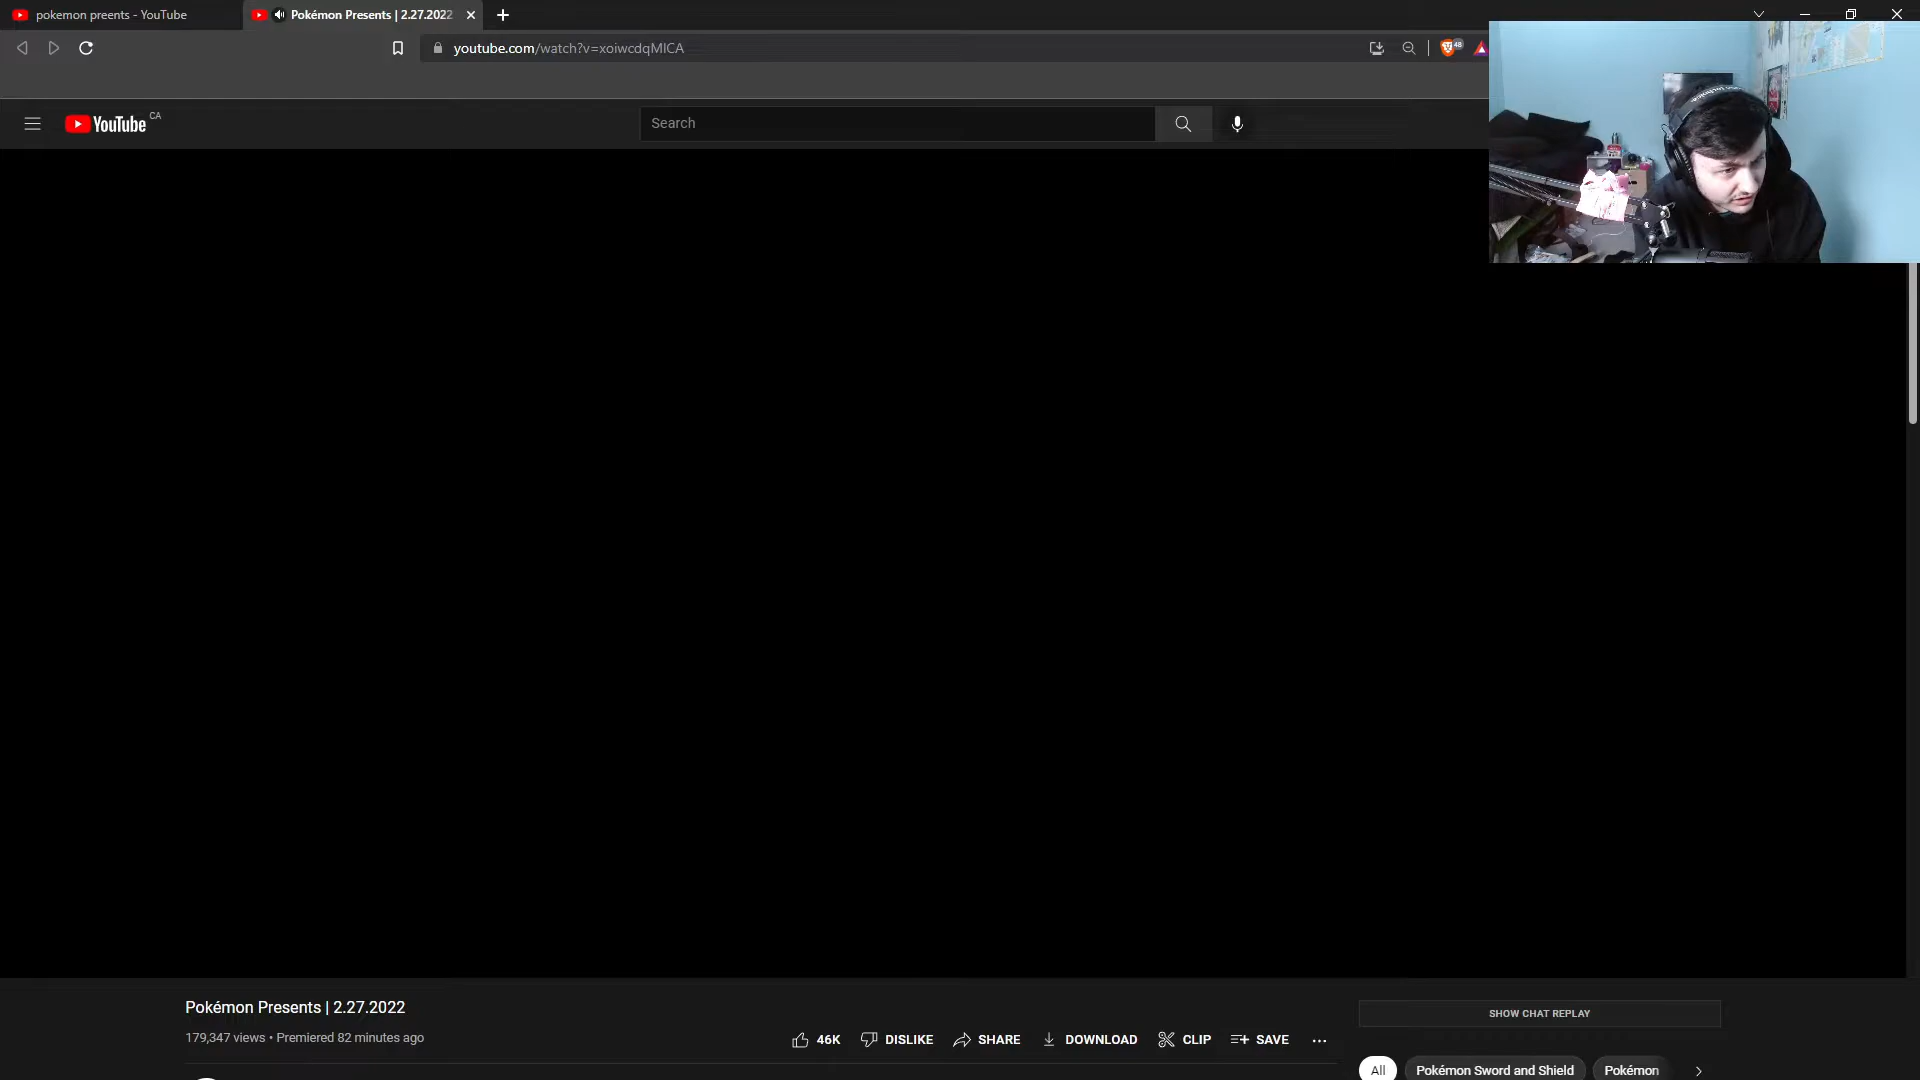 pokemon preents - YouTube
Pokémon Presents | 2.27.2022
youtube.com/watch?v=xoiwcdqMICA
48
YouTube CA
Search
Pokémon Presents | 2.27.2022
179,347 views • Premiered 82 minutes ago
46K
DISLIKE
SHARE
DOWNLOAD
CLIP
SAVE
SHOW CHAT REPLAY
All
Pokémon Sword and Shield
Pokémon